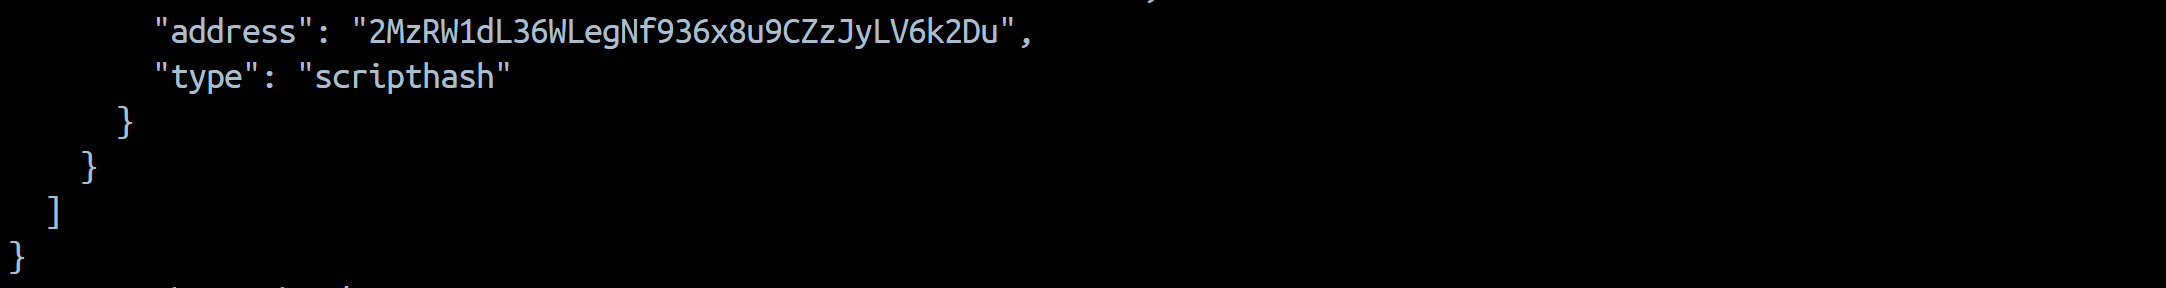 "address": "2MzRW1dL36WLegNf936x8u9CZzJyLV6k2Du",
"type": "scripthash"
}
}
]
}